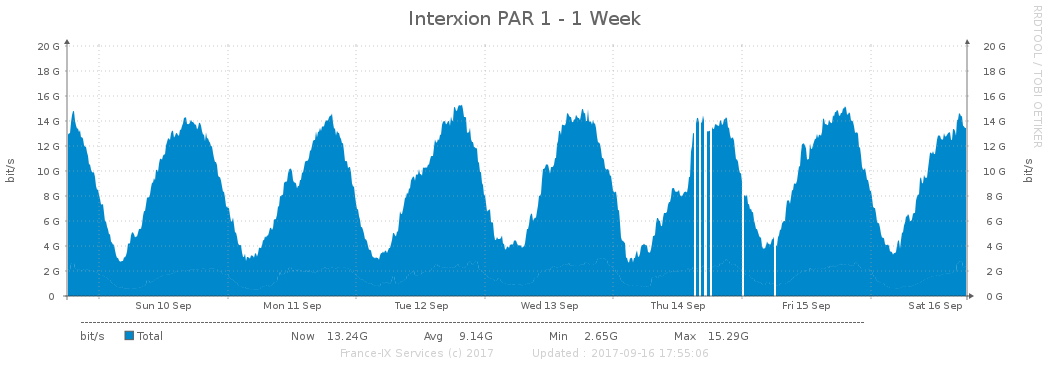 Interxion PAR 1 - 1 Week
RRDTOOL / TOBI OETIKER
bit/s
20 G 20 G
18 G 18 G
16 G 16 G
14 G 14 G
12 G 12 G
10 G 10 G
8 G 8 G
6 G 6 G
4 G 4 G
2 G 2 G
0 0 G
bit/s
Sun 10 Sep Mon 11 Sep Tue 12 Sep Wed 13 Sep Thu 14 Sep Fri 15 Sep Sat 16 Sep
bit/s Total Now 13.24G Avg 9.14G Min 2.65G Max 15.29G
France-IX Services (c) 2017 Updated : 2017-09-16 17:55:06